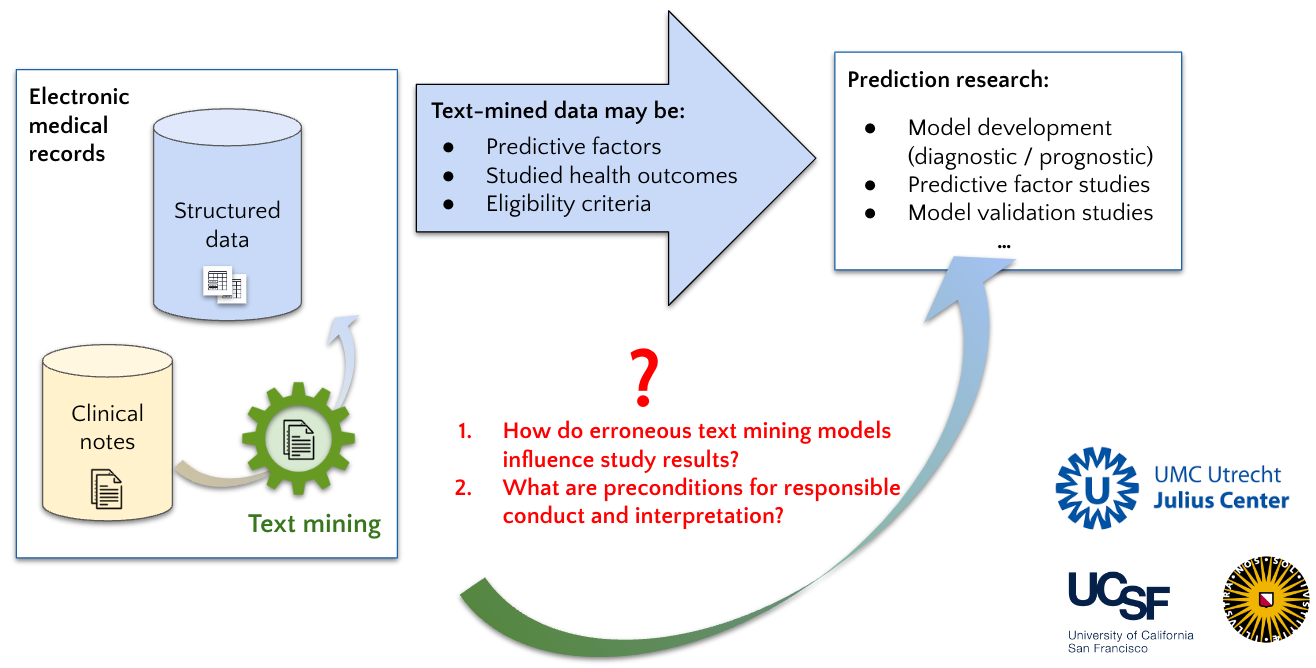 Electronic
medical
records
Structured
data
Clinical
notes
Text mining
Text-mined data may be:
● Predictive factors
● Studied health outcomes
● Eligibility criteria
Prediction research:
● Model development
(diagnostic / prognostic)
● Predictive factor studies
● Model validation studies
...
?
1. How do erroneous text mining models
influence study results?
2. What are preconditions for responsible
conduct and interpretation?
U
UMC Utrecht
Julius Center
UCSF
University of California
San Francisco